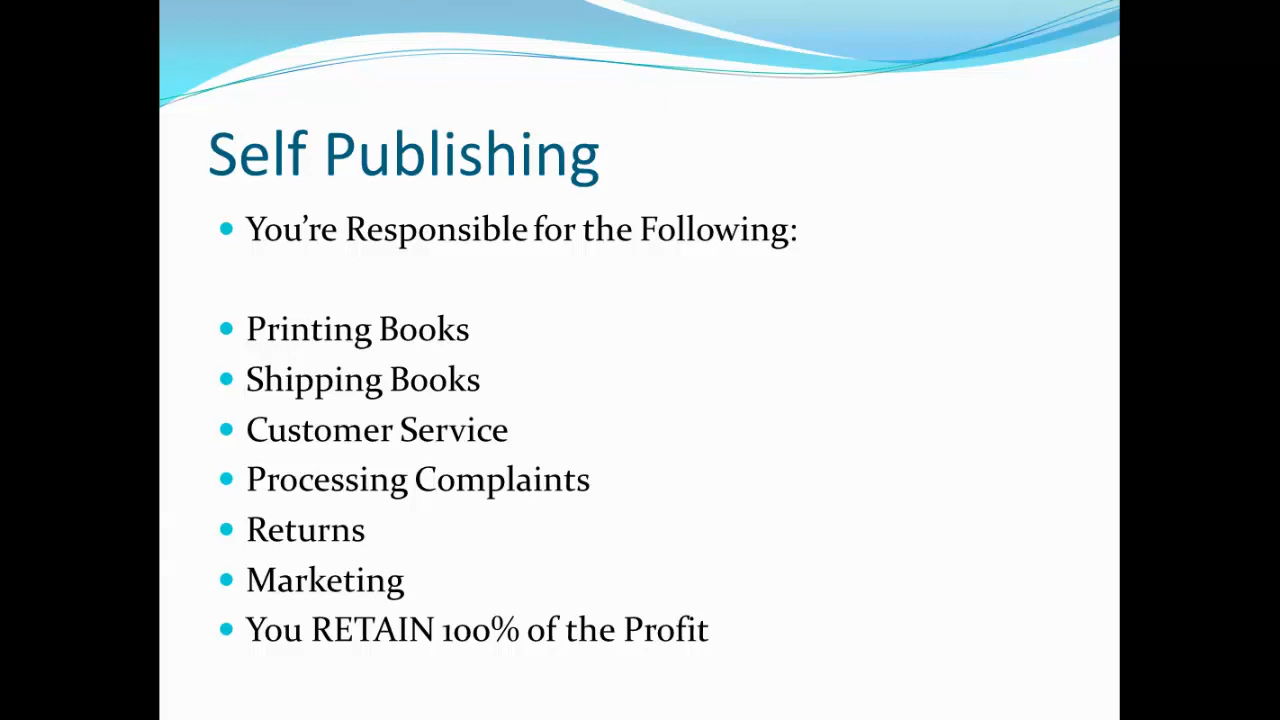 Self Publishing
• You’re Responsible for the Following:
• Printing Books
• Shipping Books
• Customer Service
• Processing Complaints
• Returns
• Marketing
• You RETAIN 100% of the Profit